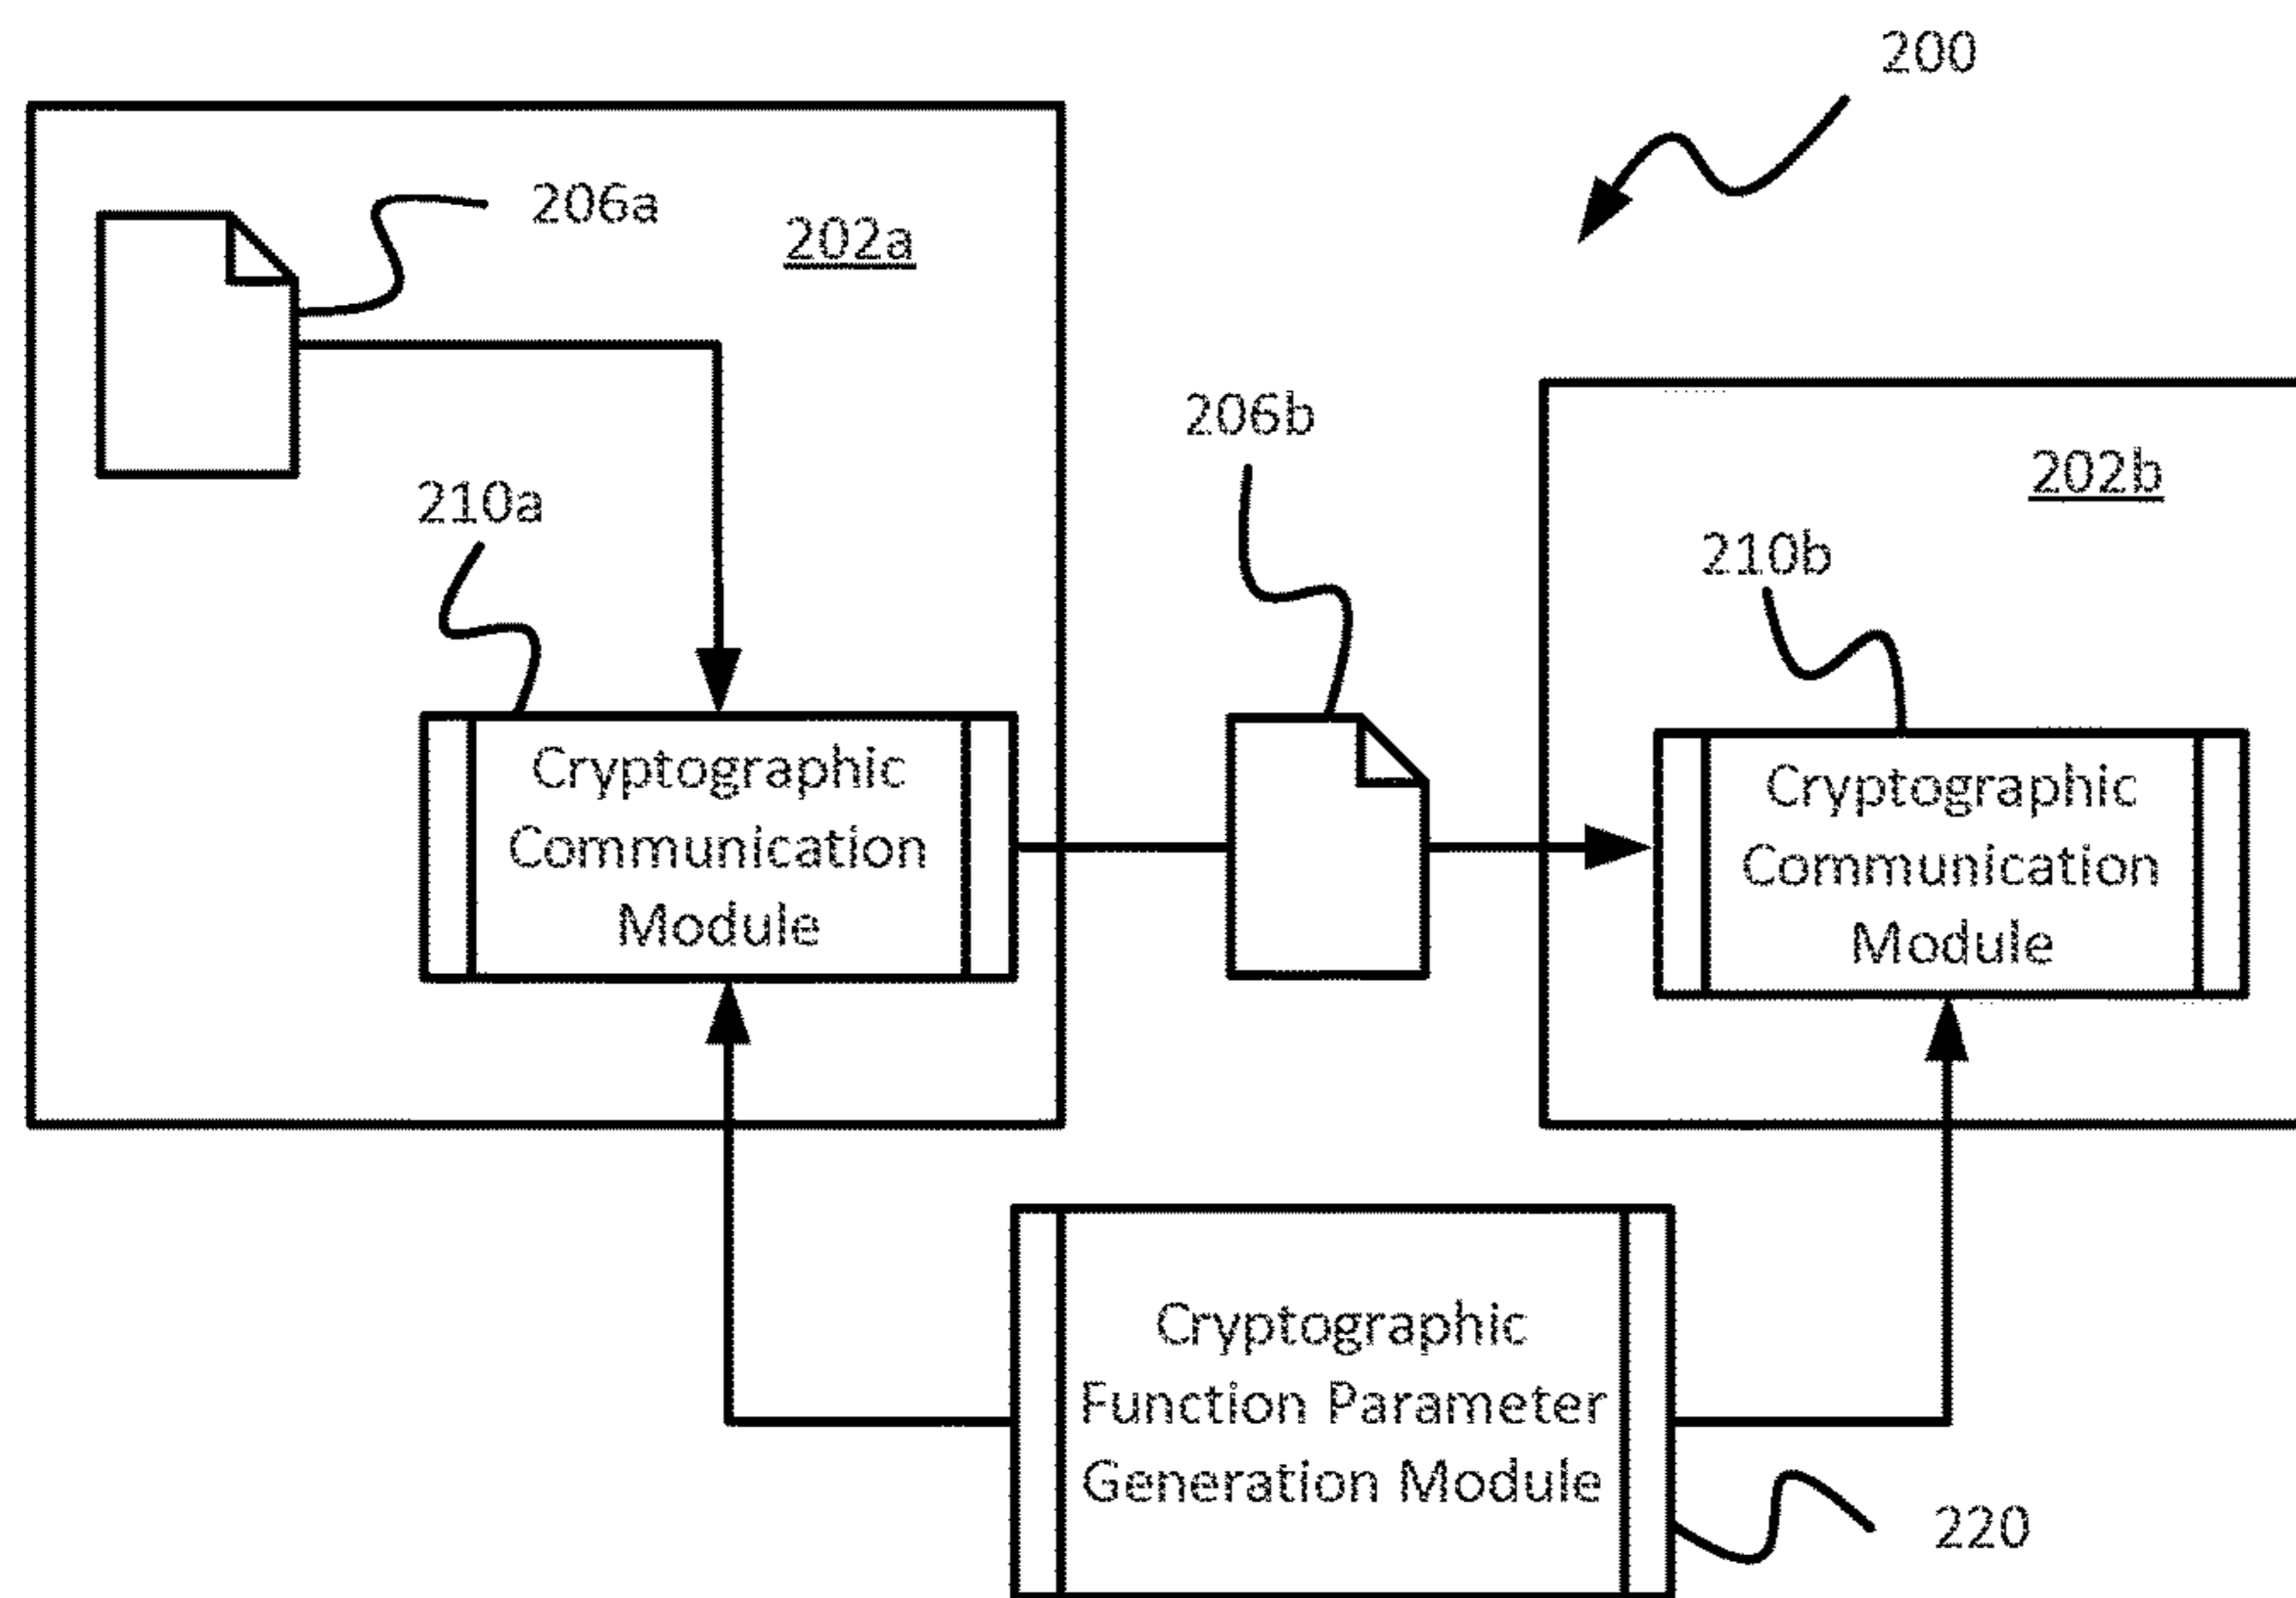 200
206a
202a
206b
202b
210a
210b
Cryptographic
Communication
Module
Cryptographic
Communication
Module
Cryptographic
Function Parameter
Generation Module
220